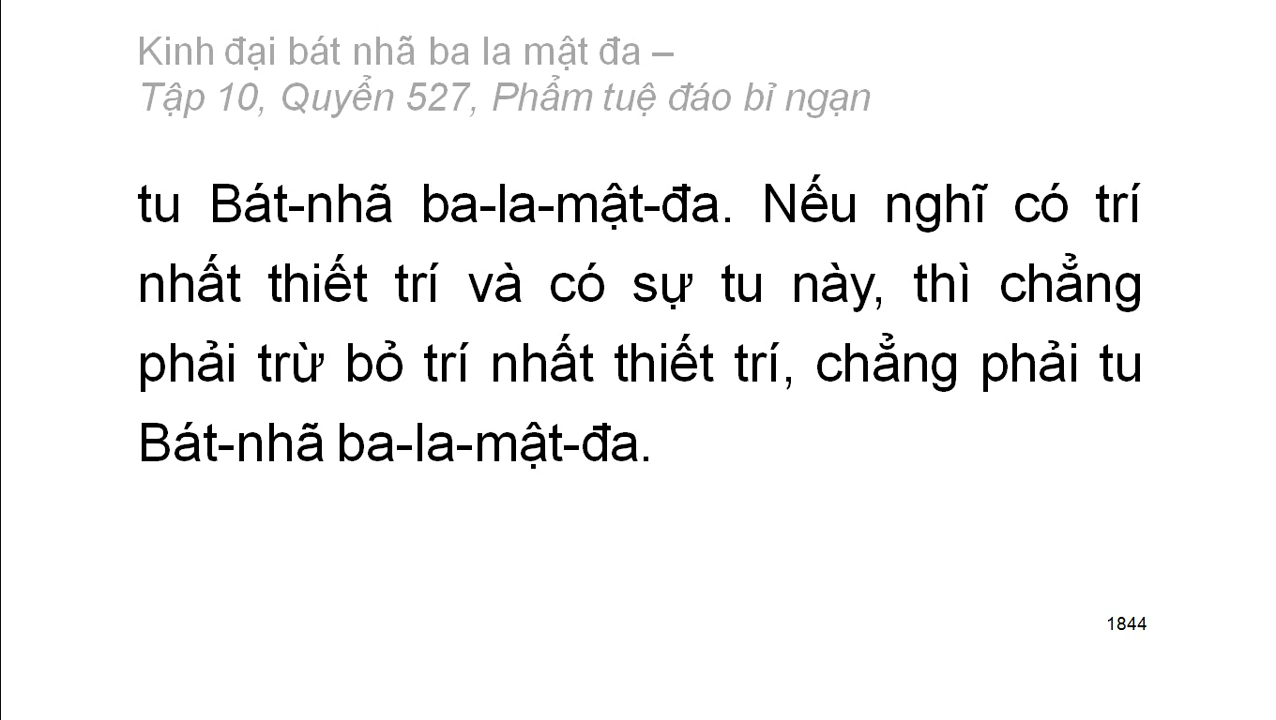 Kinh đại bát nhã ba la mật đa –
Tập 10, Quyển 527, Phẩm tuệ đáo bỉ ngạn
tu Bát-nhã ba-la-mật-đa. Nếu nghĩ có trí
nhất thiết trí và có sự tu này, thì chẳng
phải trừ bỏ trí nhất thiết trí, chẳng phải tu
Bát-nhã ba-la-mật-đa.
1844